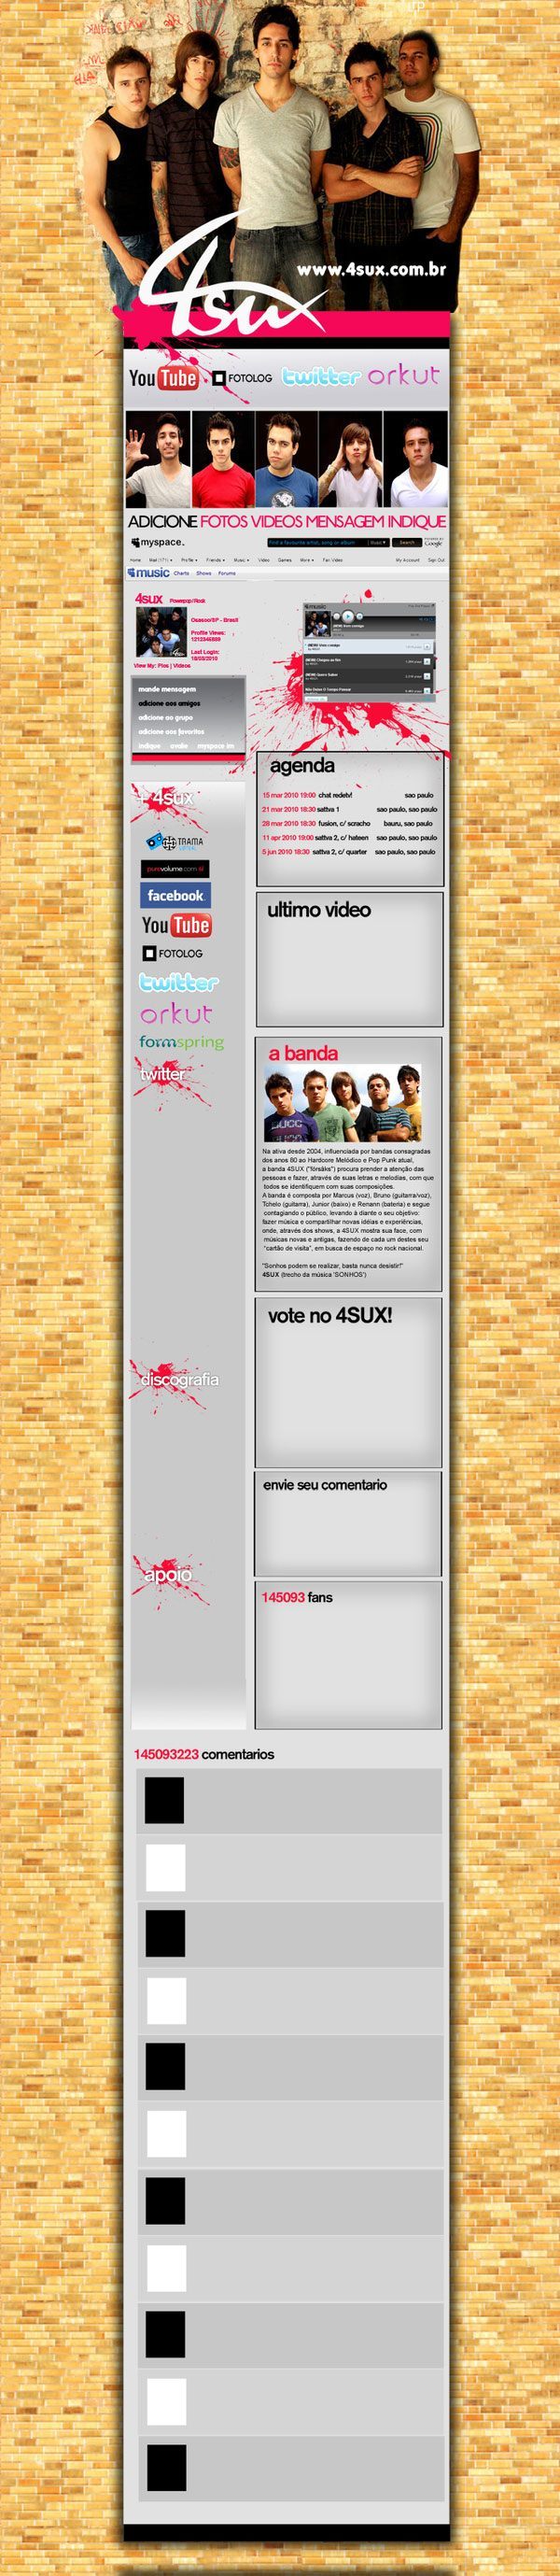 www.4sux.com.br
4sux
YouTube FOTOLOG twitter orkut
ADICIONE FOTOS VIDEOS MENSAGEM INDIQUE
myspace.
Find a favourite artist, song or album Music Search Google
Home Mail Profile Friends Music Video Games More Fan Video My Account Sign Out
music Charts Shows Forums
4sux Powerpop/Rock
Osasco/SP - Brasil
Profile Views:
Last Login:
18/03/2010
View My: Pics | Videos
mande mensagem
adicione aos amigos
adicione ao grupo
adicione aos favoritos
indique avalie myspace im
music
agenda
15 mar 2010 19:00 chat redetv! sao paulo
21 mar 2010 18:30 sattva 1 sao paulo, sao paulo
28 mar 2010 18:30 fusion, c/ scracho bauru, sao paulo
11 apr 2010 19:00 sattva 2, c/ hateen sao paulo, sao paulo
5 jun 2010 18:30 sattva 2, c/ quarter sao paulo, sao paulo
+ 4sux
TRAMA
VIRTUAL
purevolume.com
facebook
YouTube
FOTOLOG
twitter
orkut
formspring
twitter
discografia
apoio
ultimo video
a banda
Na ativa desde 2004, influenciada por bandas consagradas
dos anos 80 ao Hardcore Melódico e Pop Punk atual,
a banda 4SUX ("fórsâks") procura prender a atenção das
pessoas e fazer, através de suas letras e melodias, com que
todos se identifiquem com suas composições.
A banda é composta por Marcus (voz), Bruno (guitarra/voz),
Tchelo (guitarra), Junior (baixo) e Renann (bateria) e segue
contagiando o público, levando à diante o seu objetivo:
fazer música e compartilhar novas idéias e experiências,
onde, através dos shows, a 4SUX mostra sua face, com
músicas novas e antigas, fazendo de cada um destes seu
"cartão de visita", em busca de espaço no rock nacional.
"Sonhos podem se realizar, basta nunca desistir!"
4SUX (trecho da música 'SONHOS')
vote no 4SUX!
envie seu comentario
145093 fans
145093223 comentarios